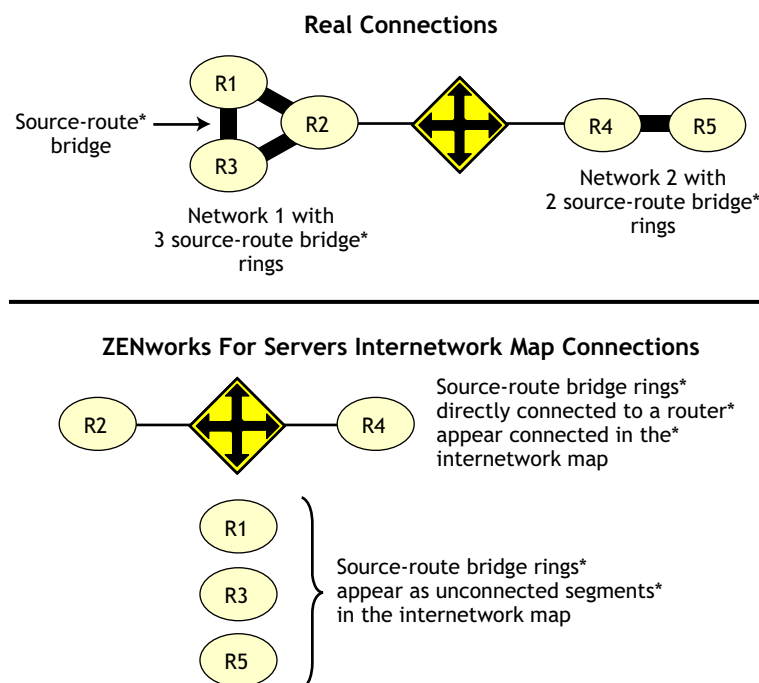 Real Connections
R1
R2
R3
Source-route*
bridge
R4
R5
Network 1 with
3 source-route bridge*
rings
Network 2 with
2 source-route bridge*
rings
ZENworks For Servers Internetwork Map Connections
R2
R4
Source-route bridge rings*
directly connected to a router*
appear connected in the*
internetwork map
R1
R3
R5
Source-route bridge rings*
appear as unconnected segments*
in the internetwork map